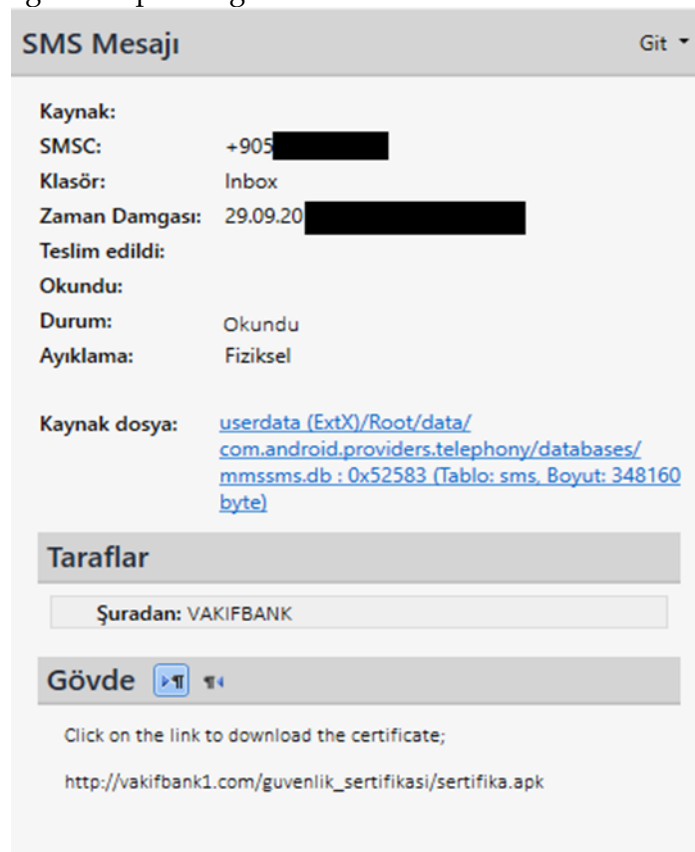 SMS Mesajı
Git
Kaynak:
SMSC: +905
Klasör: Inbox
Zaman Damgası: 29.09.20
Teslim edildi:
Okundu:
Durum: Okundu
Ayıklama: Fiziksel
Kaynak dosya: userdata (ExtX)/Root/data/
com.android.providers.telephony/databases/
mmssms.db : 0x52583 (Tablo: sms, Boyut: 348160
byte)
Taraflar
Şuradan: VAKIFBANK
Gövde
Click on the link to download the certificate;
http://vakifbank1.com/guvenlik_sertifikasi/sertifika.apk